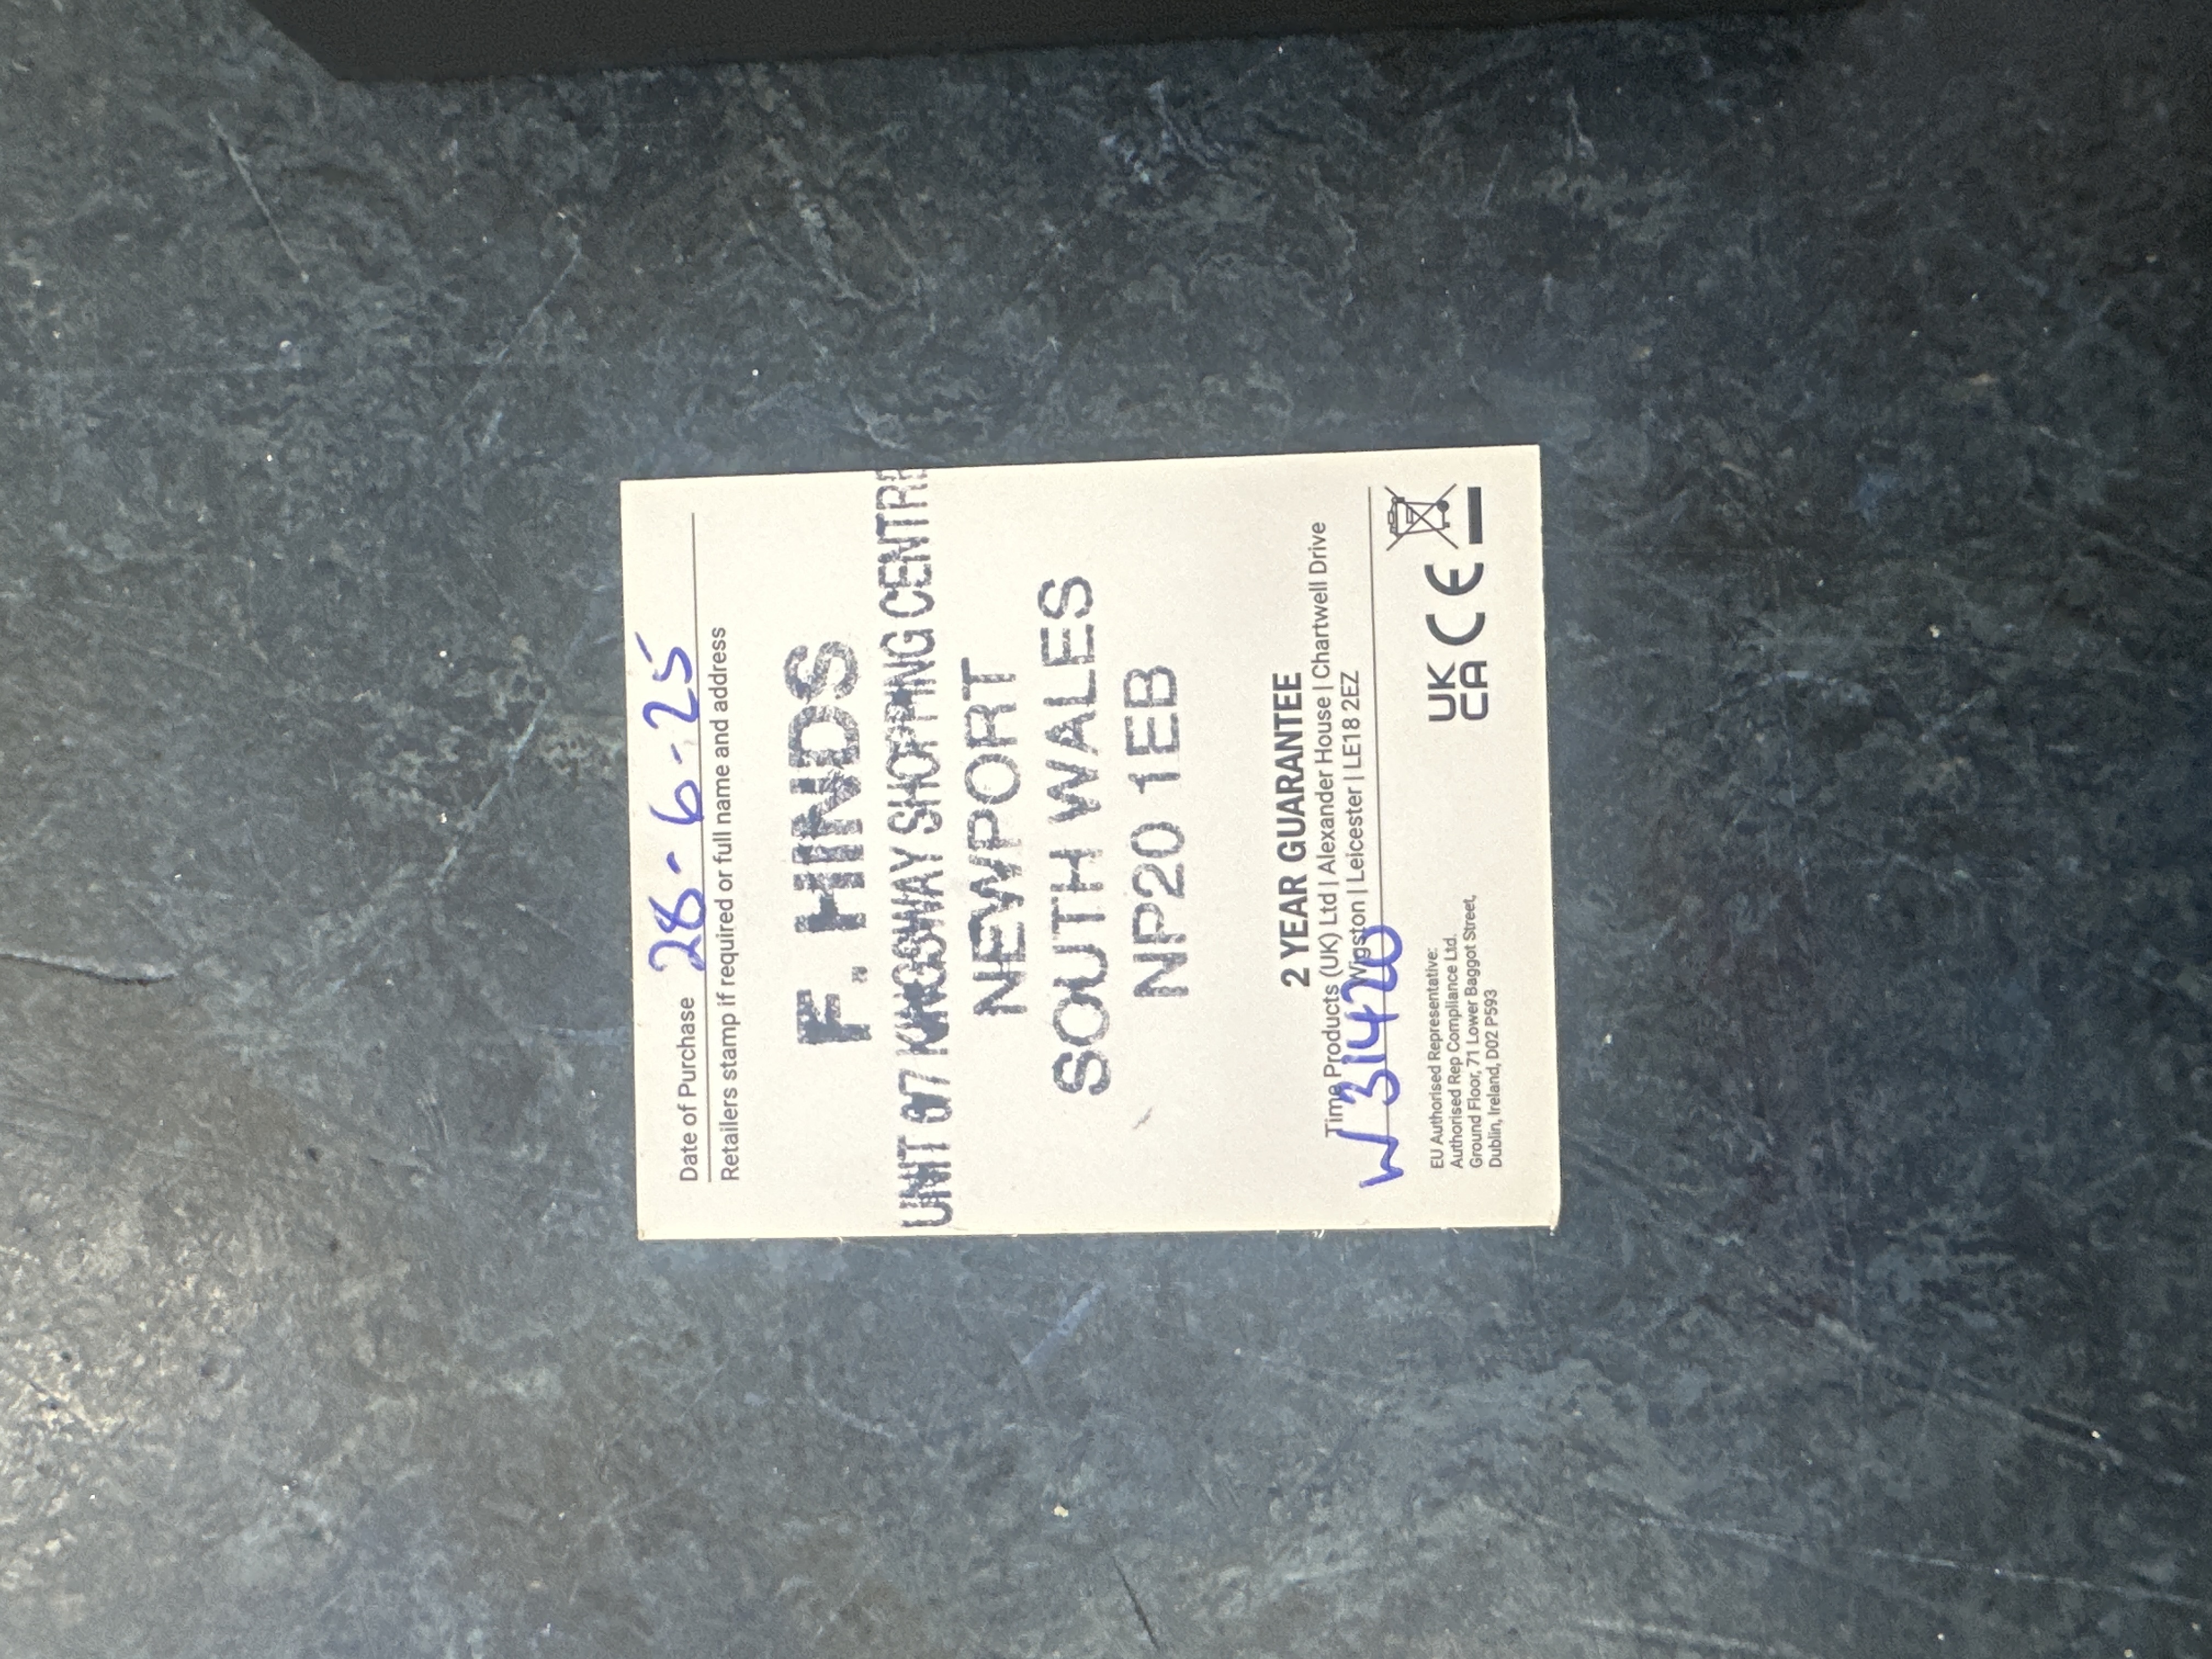 Date of Purchase 28-6-25
Retailers stamp if required or full name and address
F. HINDS
UNIT 67 KINGSWAY SHOPPING CENTRE
NEWPORT
SOUTH WALES
NP20 1EB
2 YEAR GUARANTEE
Time Products (UK) Ltd | Alexander House | Chartwell Drive
Wigston | Leicester | LE18 2EZ
W31420
EU Authorised Representative:
Authorised Rep Compliance Ltd.
Ground Floor, 71 Lower Baggot Street,
Dublin, Ireland, D02 P593
UK
CA CE